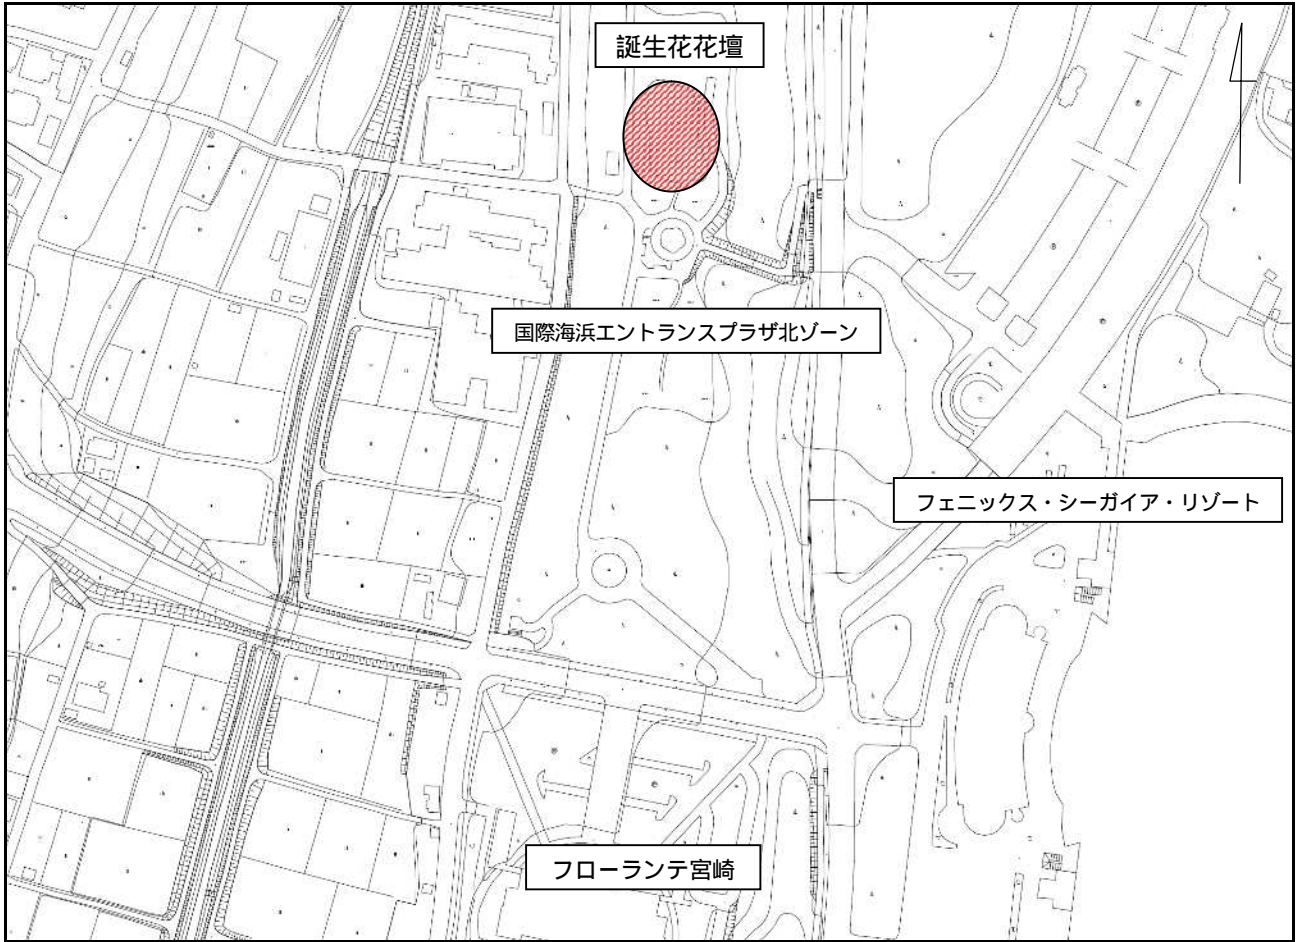 誕生花花壇
国際海浜エントランスプラザ北ゾーン
フェニックス・シーガイア・リゾート
フローランテ宮崎